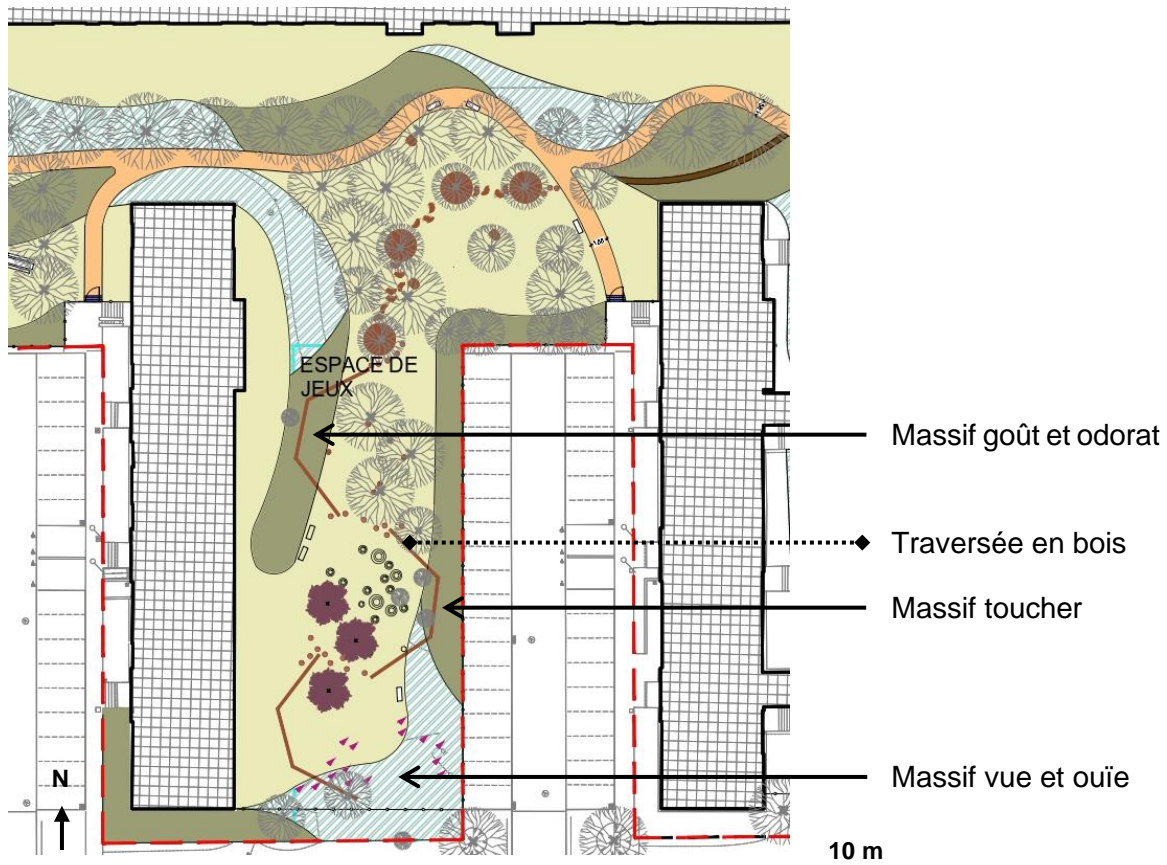 ESPACE DE
JEUX
Massif goût et odorat
Traversée en bois
Massif toucher
Massif vue et ouïe
N
10 m